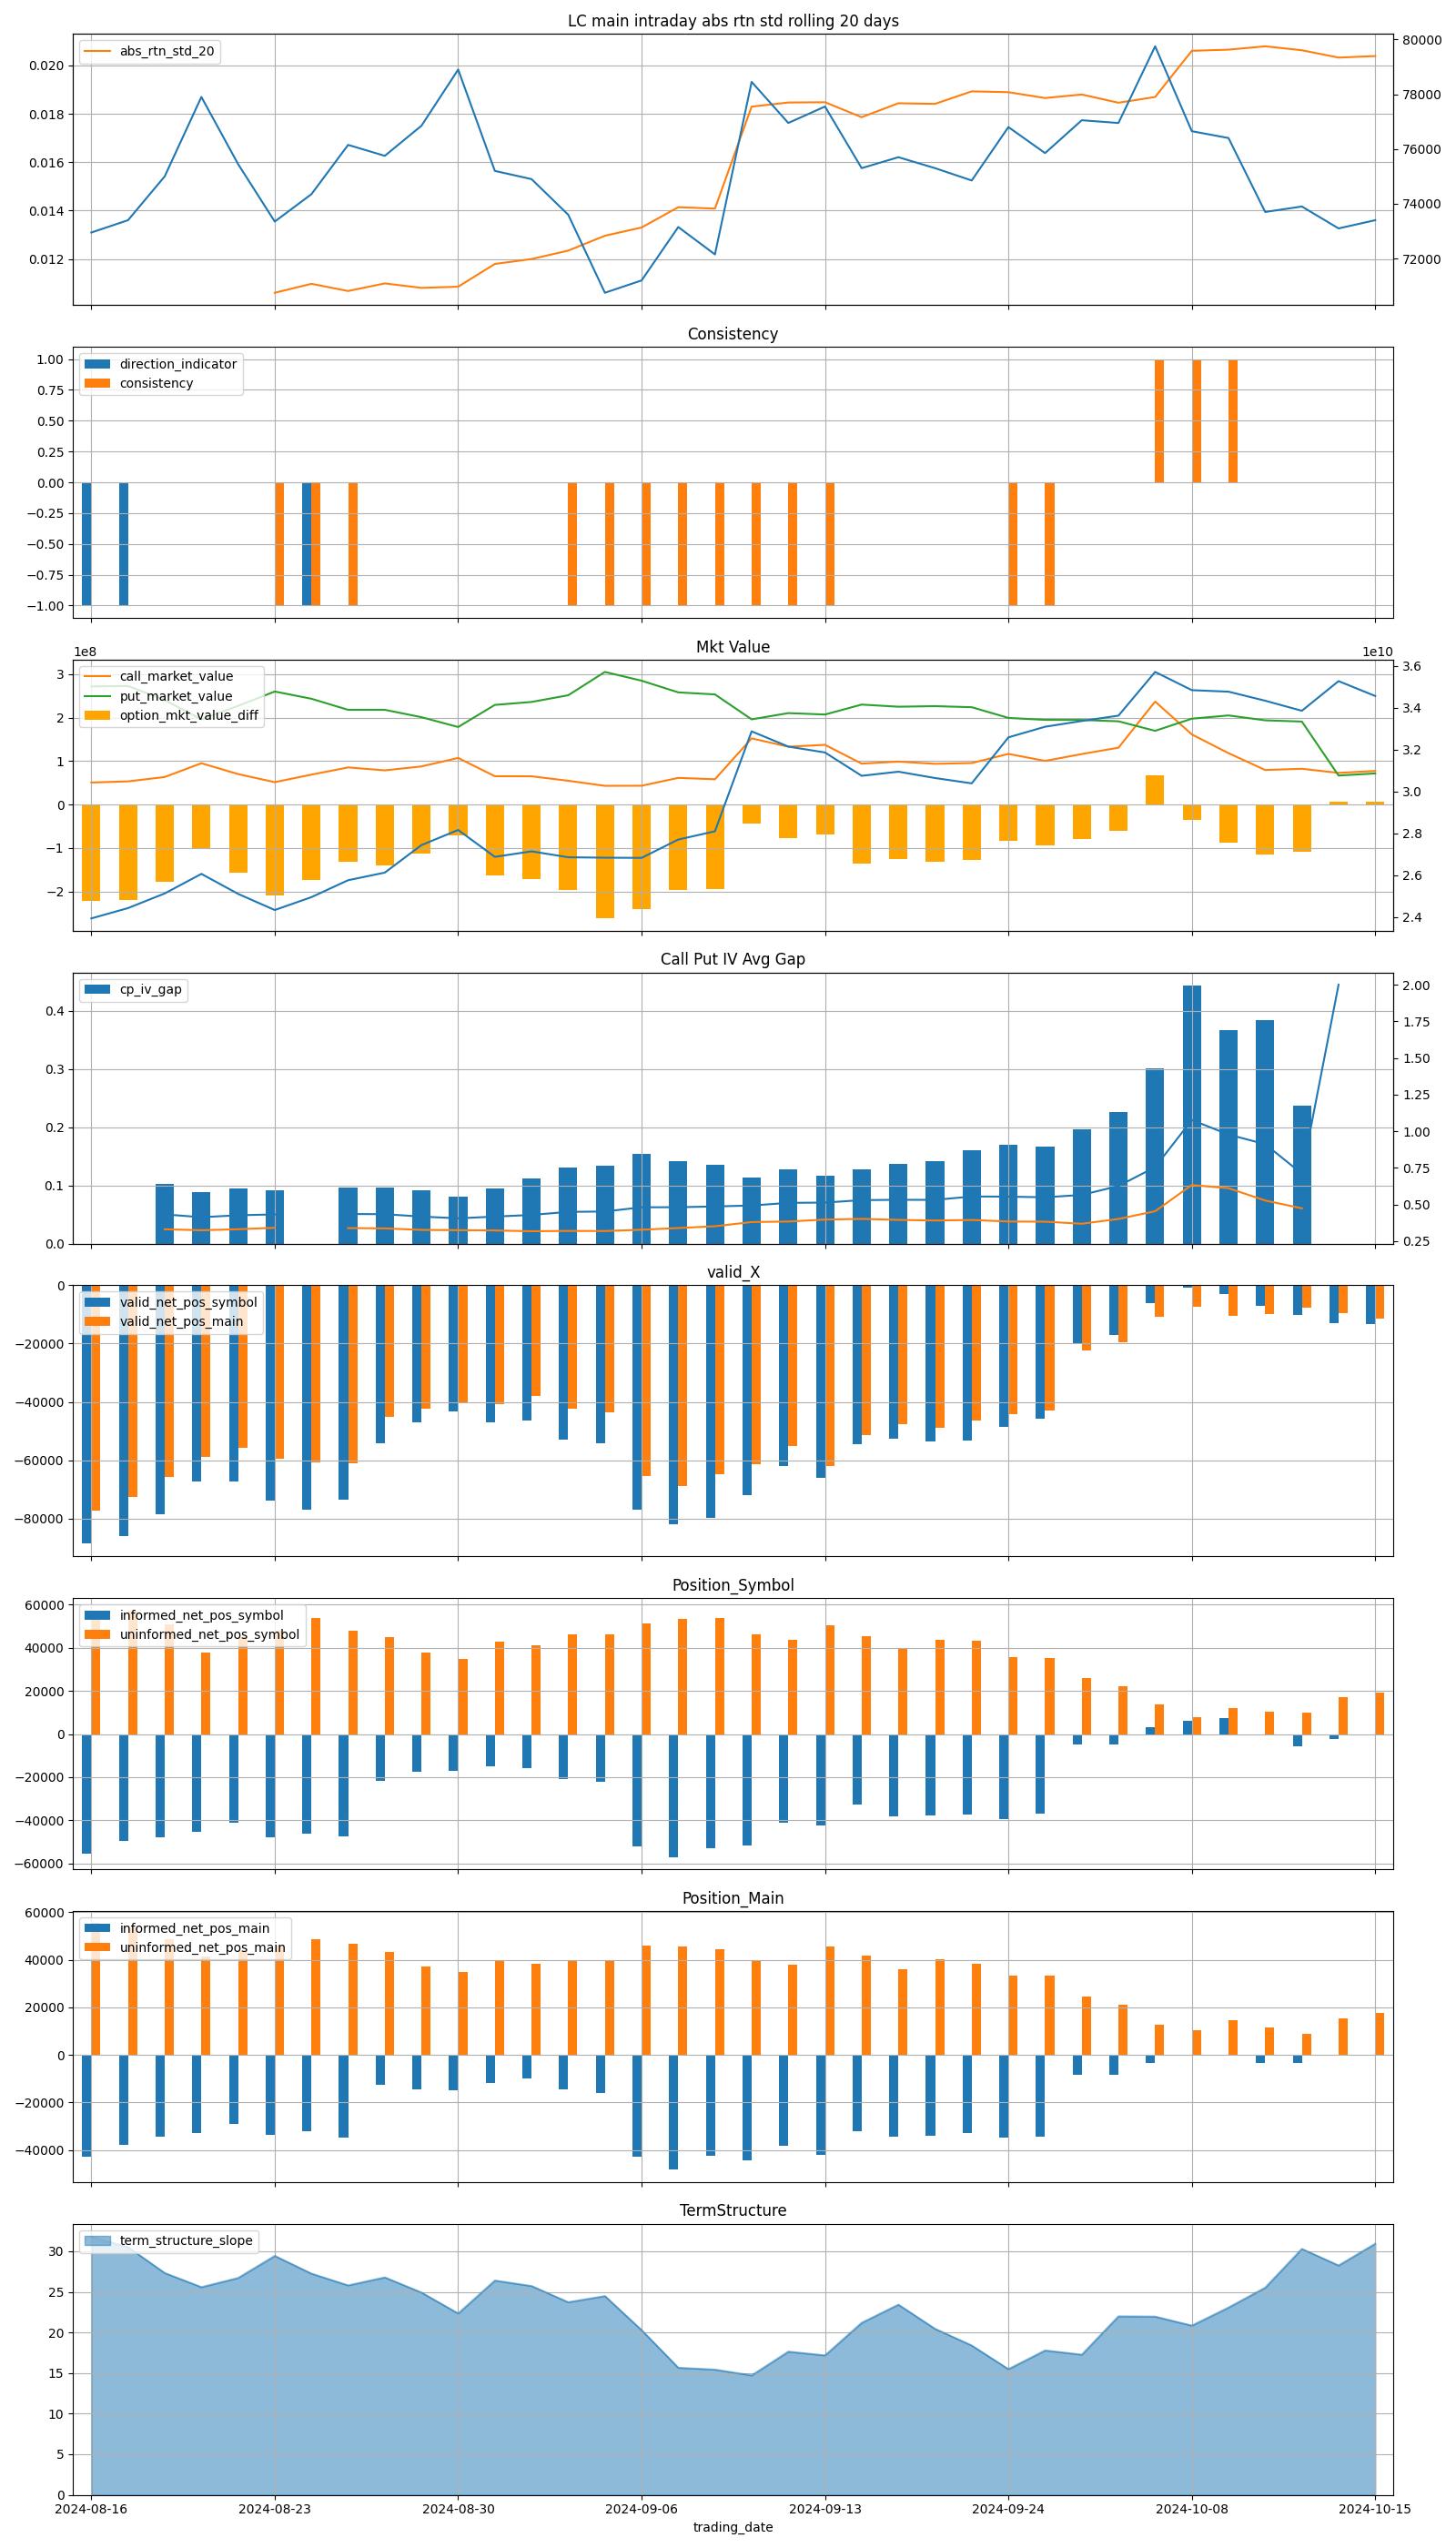 LC main intraday abs rtn std rolling 20 days
abs_rtn_std_20
0.020
0.018
0.016
0.014
0.012
80000
78000
76000
74000
72000
Consistency
direction_indicator
consistency
1.00
0.75
0.50
0.25
0.00
−0.25
−0.50
−0.75
−1.00
Mkt Value
1e8
1e10
call_market_value
put_market_value
option_mkt_value_diff
3
2
1
0
−1
−2
3.6
3.4
3.2
3.0
2.8
2.6
2.4
Call Put IV Avg Gap
cp_iv_gap
0.4
0.3
0.2
0.1
0.0
2.00
1.75
1.50
1.25
1.00
0.75
0.50
0.25
valid_X
valid_net_pos_symbol
valid_net_pos_main
0
−20000
−40000
−60000
−80000
Position_Symbol
informed_net_pos_symbol
uninformed_net_pos_symbol
60000
40000
20000
0
−20000
−40000
−60000
Position_Main
informed_net_pos_main
uninformed_net_pos_main
60000
40000
20000
0
−20000
−40000
TermStructure
term_structure_slope
30
25
20
15
10
5
0
2024-08-16 2024-08-23 2024-08-30 2024-09-06 2024-09-13 2024-09-24 2024-10-08 2024-10-15
trading_date